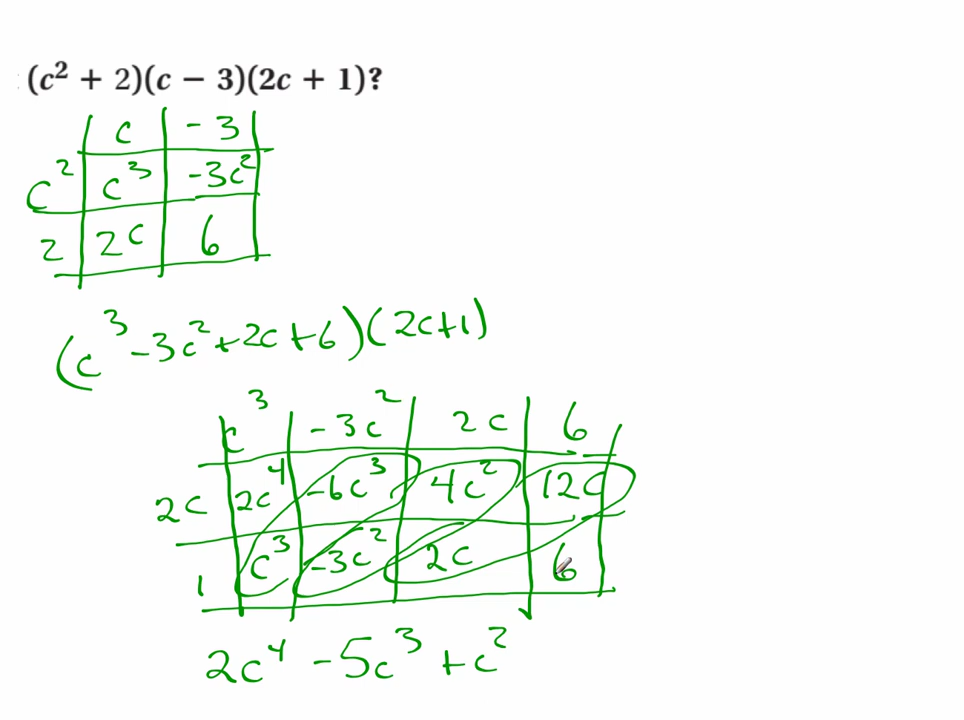 (c² + 2)(c − 3)(2c + 1)?
c -3
c² c³ -3c²
2 2c 6
(c³ -3c² +2c +6)(2c+1)
c³ -3c² 2c 6
2c 2c⁴ -6c³ 4c² 12c
1 c³ -3c² 2c 6
2c⁴ -5c³ +c²